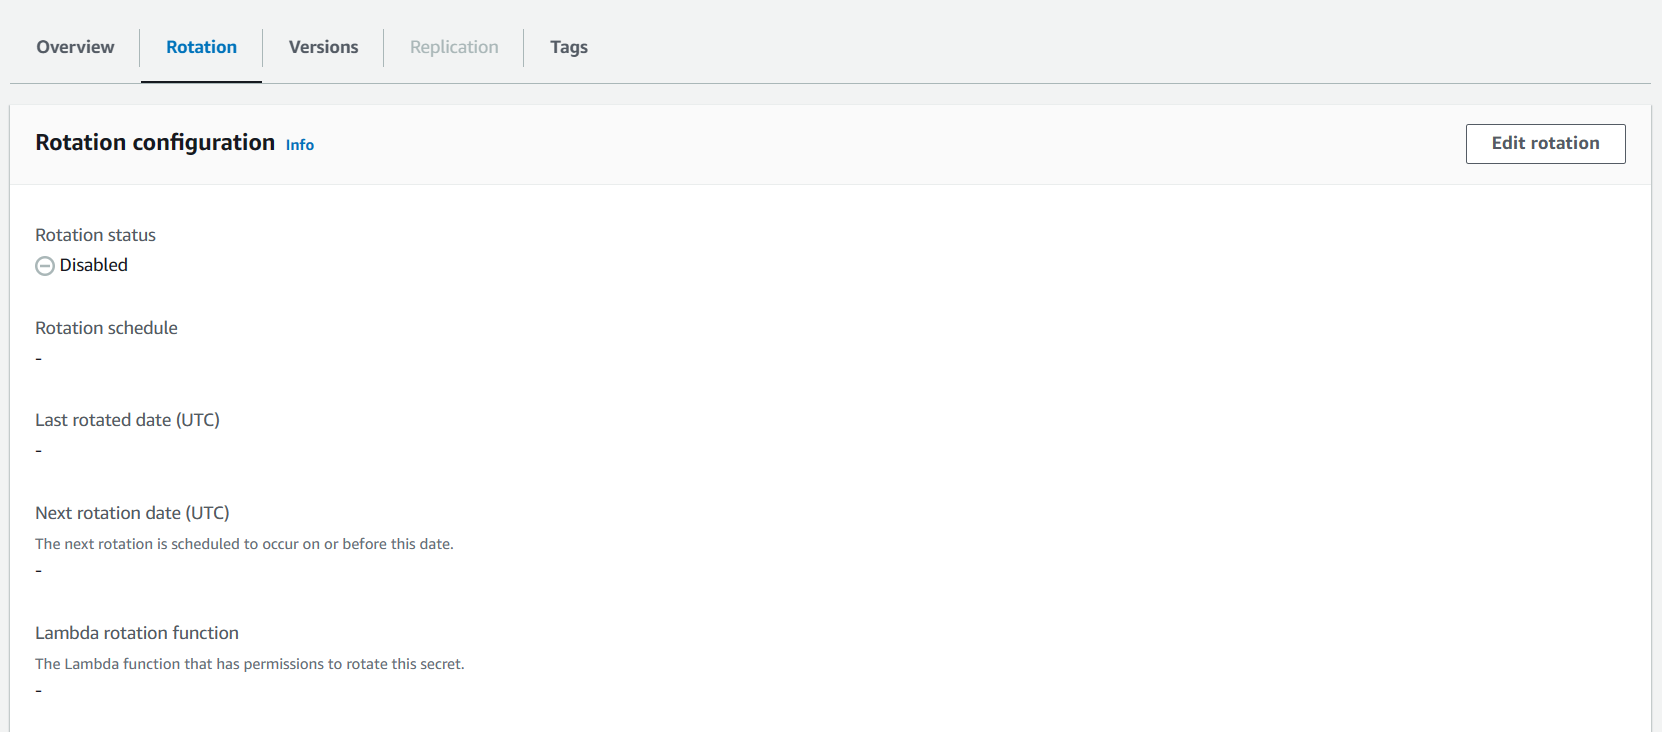 Overview
Rotation
Versions
Replication
Tags
Rotation configuration Info
Edit rotation
Rotation status
Disabled
Rotation schedule
-
Last rotated date (UTC)
-
Next rotation date (UTC)
The next rotation is scheduled to occur on or before this date.
-
Lambda rotation function
The Lambda function that has permissions to rotate this secret.
-